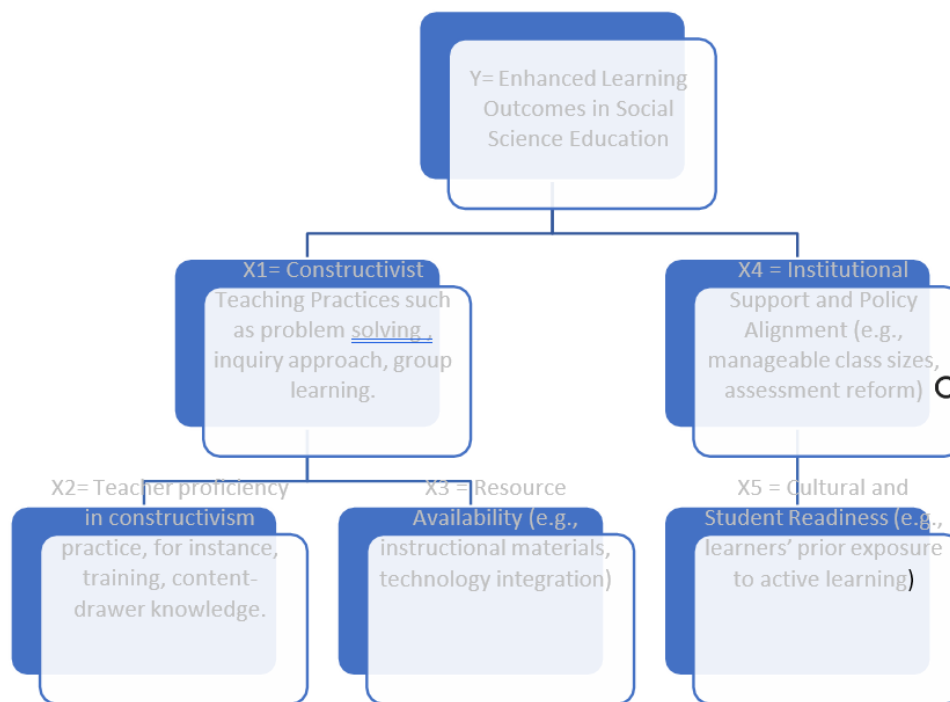 Y= Enhanced Learning
Outcomes in Social
Science Education
X1= Constructivist
Teaching Practices such
as problem solving ,
inquiry approach, group
learning.
X4 = Institutional
Support and Policy
Alignment (e.g.,
manageable class sizes,
assessment reform)
X2= Teacher proficiency
in constructivism
practice, for instance,
training, content-
drawer knowledge.
X3 = Resource
Availability (e.g.,
instructional materials,
technology integration)
X5 = Cultural and
Student Readiness (e.g.,
learners’ prior exposure
to active learning)